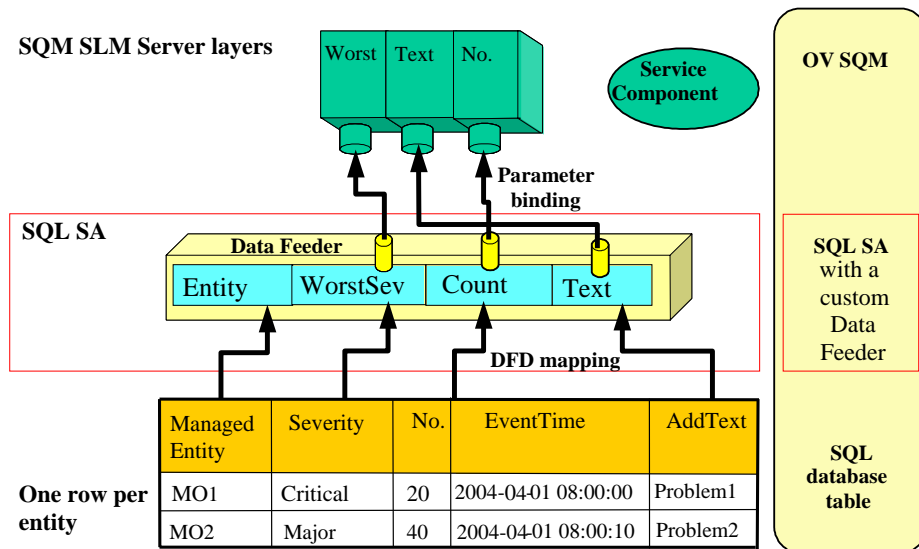 SQM SLM Server layers
Worst Text No.
Service
Component
OV SQM
Parameter
binding
SQL SA
Data Feeder
Entity WorstSev Count Text
SQL SA
with a
custom
Data
Feeder
DFD mapping
Managed
Entity
Severity
No.
EventTime
AddText
One row per
entity
MO1 Critical 20 2004-04-01 08:00:00 Problem1
MO2 Major 40 2004-04-01 08:00:10 Problem2
SQL
database
table